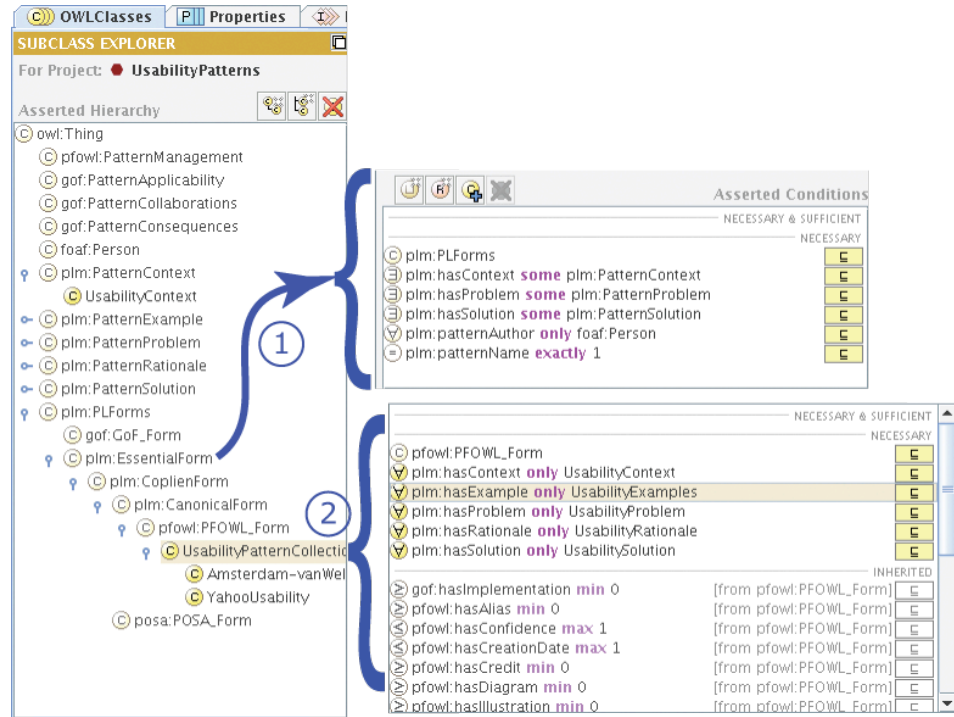 OWLClasses Properties
SUBCLASS EXPLORER
For Project: UsabilityPatterns
Asserted Hierarchy
owl:Thing
pfowl:PatternManagement
gof:PatternApplicability
gof:PatternCollaborations
gof:PatternConsequences
foaf:Person
plm:PatternContext
UsabilityContext
plm:PatternExample
plm:PatternProblem
plm:PatternRationale
plm:PatternSolution
plm:PLForms
gof:GoF_Form
plm:EssentialForm
plm:CoplienForm
plm:CanonicalForm
pfowl:PFOWL_Form
UsabilityPatternCollectio
Amsterdam-vanWel
YahooUsability
posa:POSA_Form
1
Asserted Conditions
NECESSARY & SUFFICIENT
NECESSARY
plm:PLForms
∃ plm:hasContext some plm:PatternContext
∃ plm:hasProblem some plm:PatternProblem
∃ plm:hasSolution some plm:PatternSolution
∀ plm:patternAuthor only foaf:Person
= plm:patternName exactly 1
2
NECESSARY & SUFFICIENT
NECESSARY
pfowl:PFOWL_Form
∀ plm:hasContext only UsabilityContext
∀ plm:hasExample only UsabilityExamples
∀ plm:hasProblem only UsabilityProblem
∀ plm:hasRationale only UsabilityRationale
∀ plm:hasSolution only UsabilitySolution
INHERITED
≥ gof:hasImplementation min 0 [from pfowl:PFOWL_Form]
≥ pfowl:hasAlias min 0 [from pfowl:PFOWL_Form]
≤ pfowl:hasConfidence max 1 [from pfowl:PFOWL_Form]
≤ pfowl:hasCreationDate max 1 [from pfowl:PFOWL_Form]
≥ pfowl:hasCredit min 0 [from pfowl:PFOWL_Form]
≥ pfowl:hasDiagram min 0 [from pfowl:PFOWL_Form]
≥ pfowl:hasIllustration min 0 [from pfowl:PFOWL_Form]